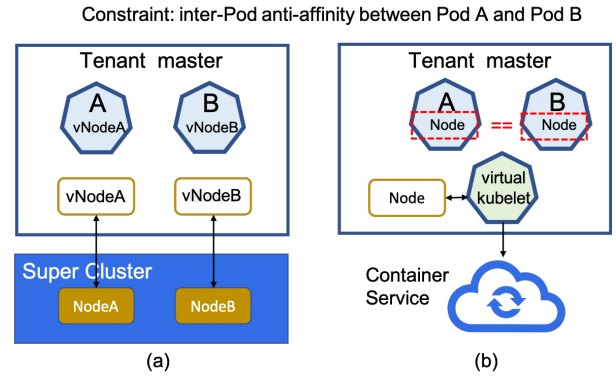 Constraint: inter-Pod anti-affinity between Pod A and Pod B
Tenant master
A
vNodeA
B
vNodeB
vNodeA
vNodeB
Super Cluster
NodeA
NodeB
(a)
Tenant master
A
Node
==
B
Node
Node
virtual
kubelet
Container
Service
(b)